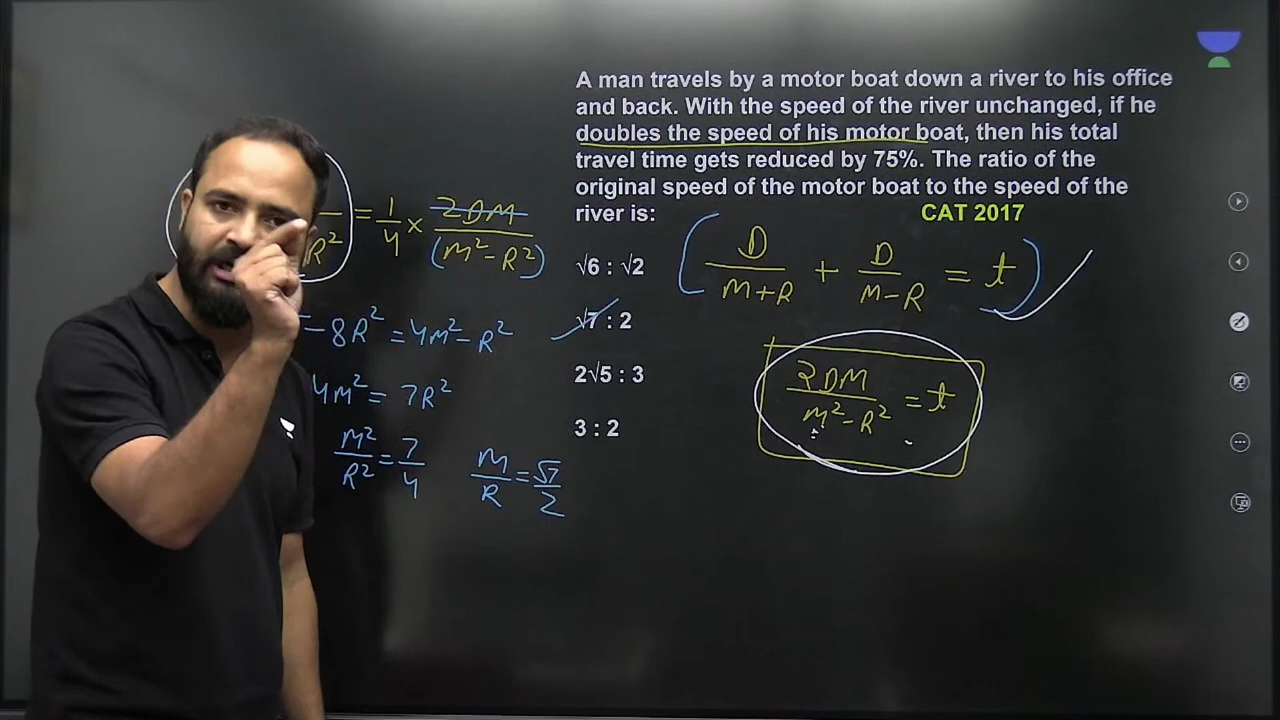 A man travels by a motor boat down a river to his office
and back. With the speed of the river unchanged, if he
doubles the speed of his motor boat, then his total
travel time gets reduced by 75%. The ratio of the
original speed of the motor boat to the speed of the
river is:
CAT 2017
√6 : √2
√7 : 2
2√5 : 3
3 : 2
D/(M+R) + D/(M-R) = t
2DM/(M²-R²) = t
R² = 1/4 × 2DM/(M²-R²)
-8R² = 4M²-R²
4M² = 7R²
M²/R² = 7/4
M/R = √7/2